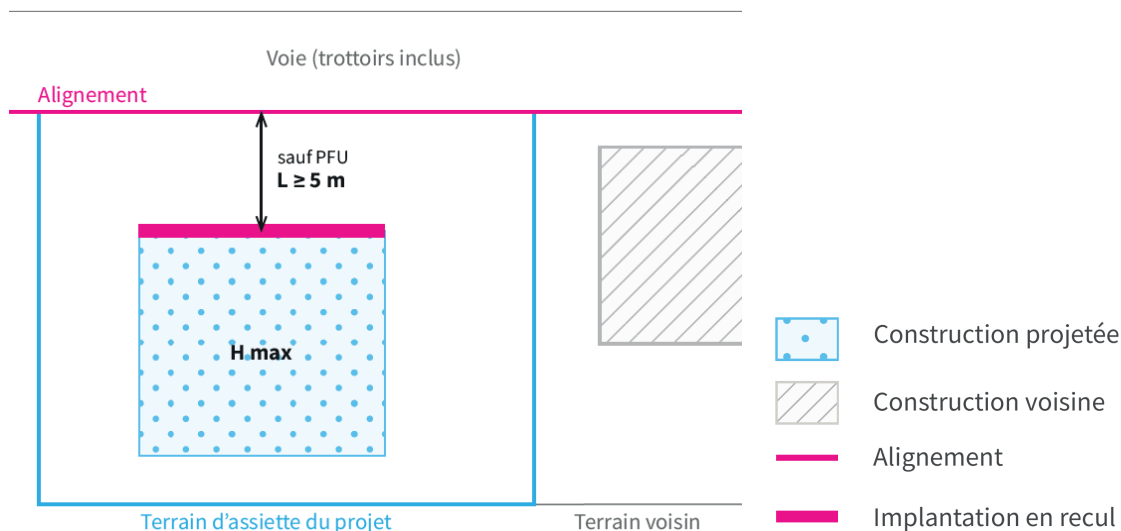 Voie (trottoirs inclus)
Alignement
sauf PFU
L ≥ 5 m
H max
Terrain d'assiette du projet
Terrain voisin
Construction projetée
Construction voisine
Alignement
Implantation en recul